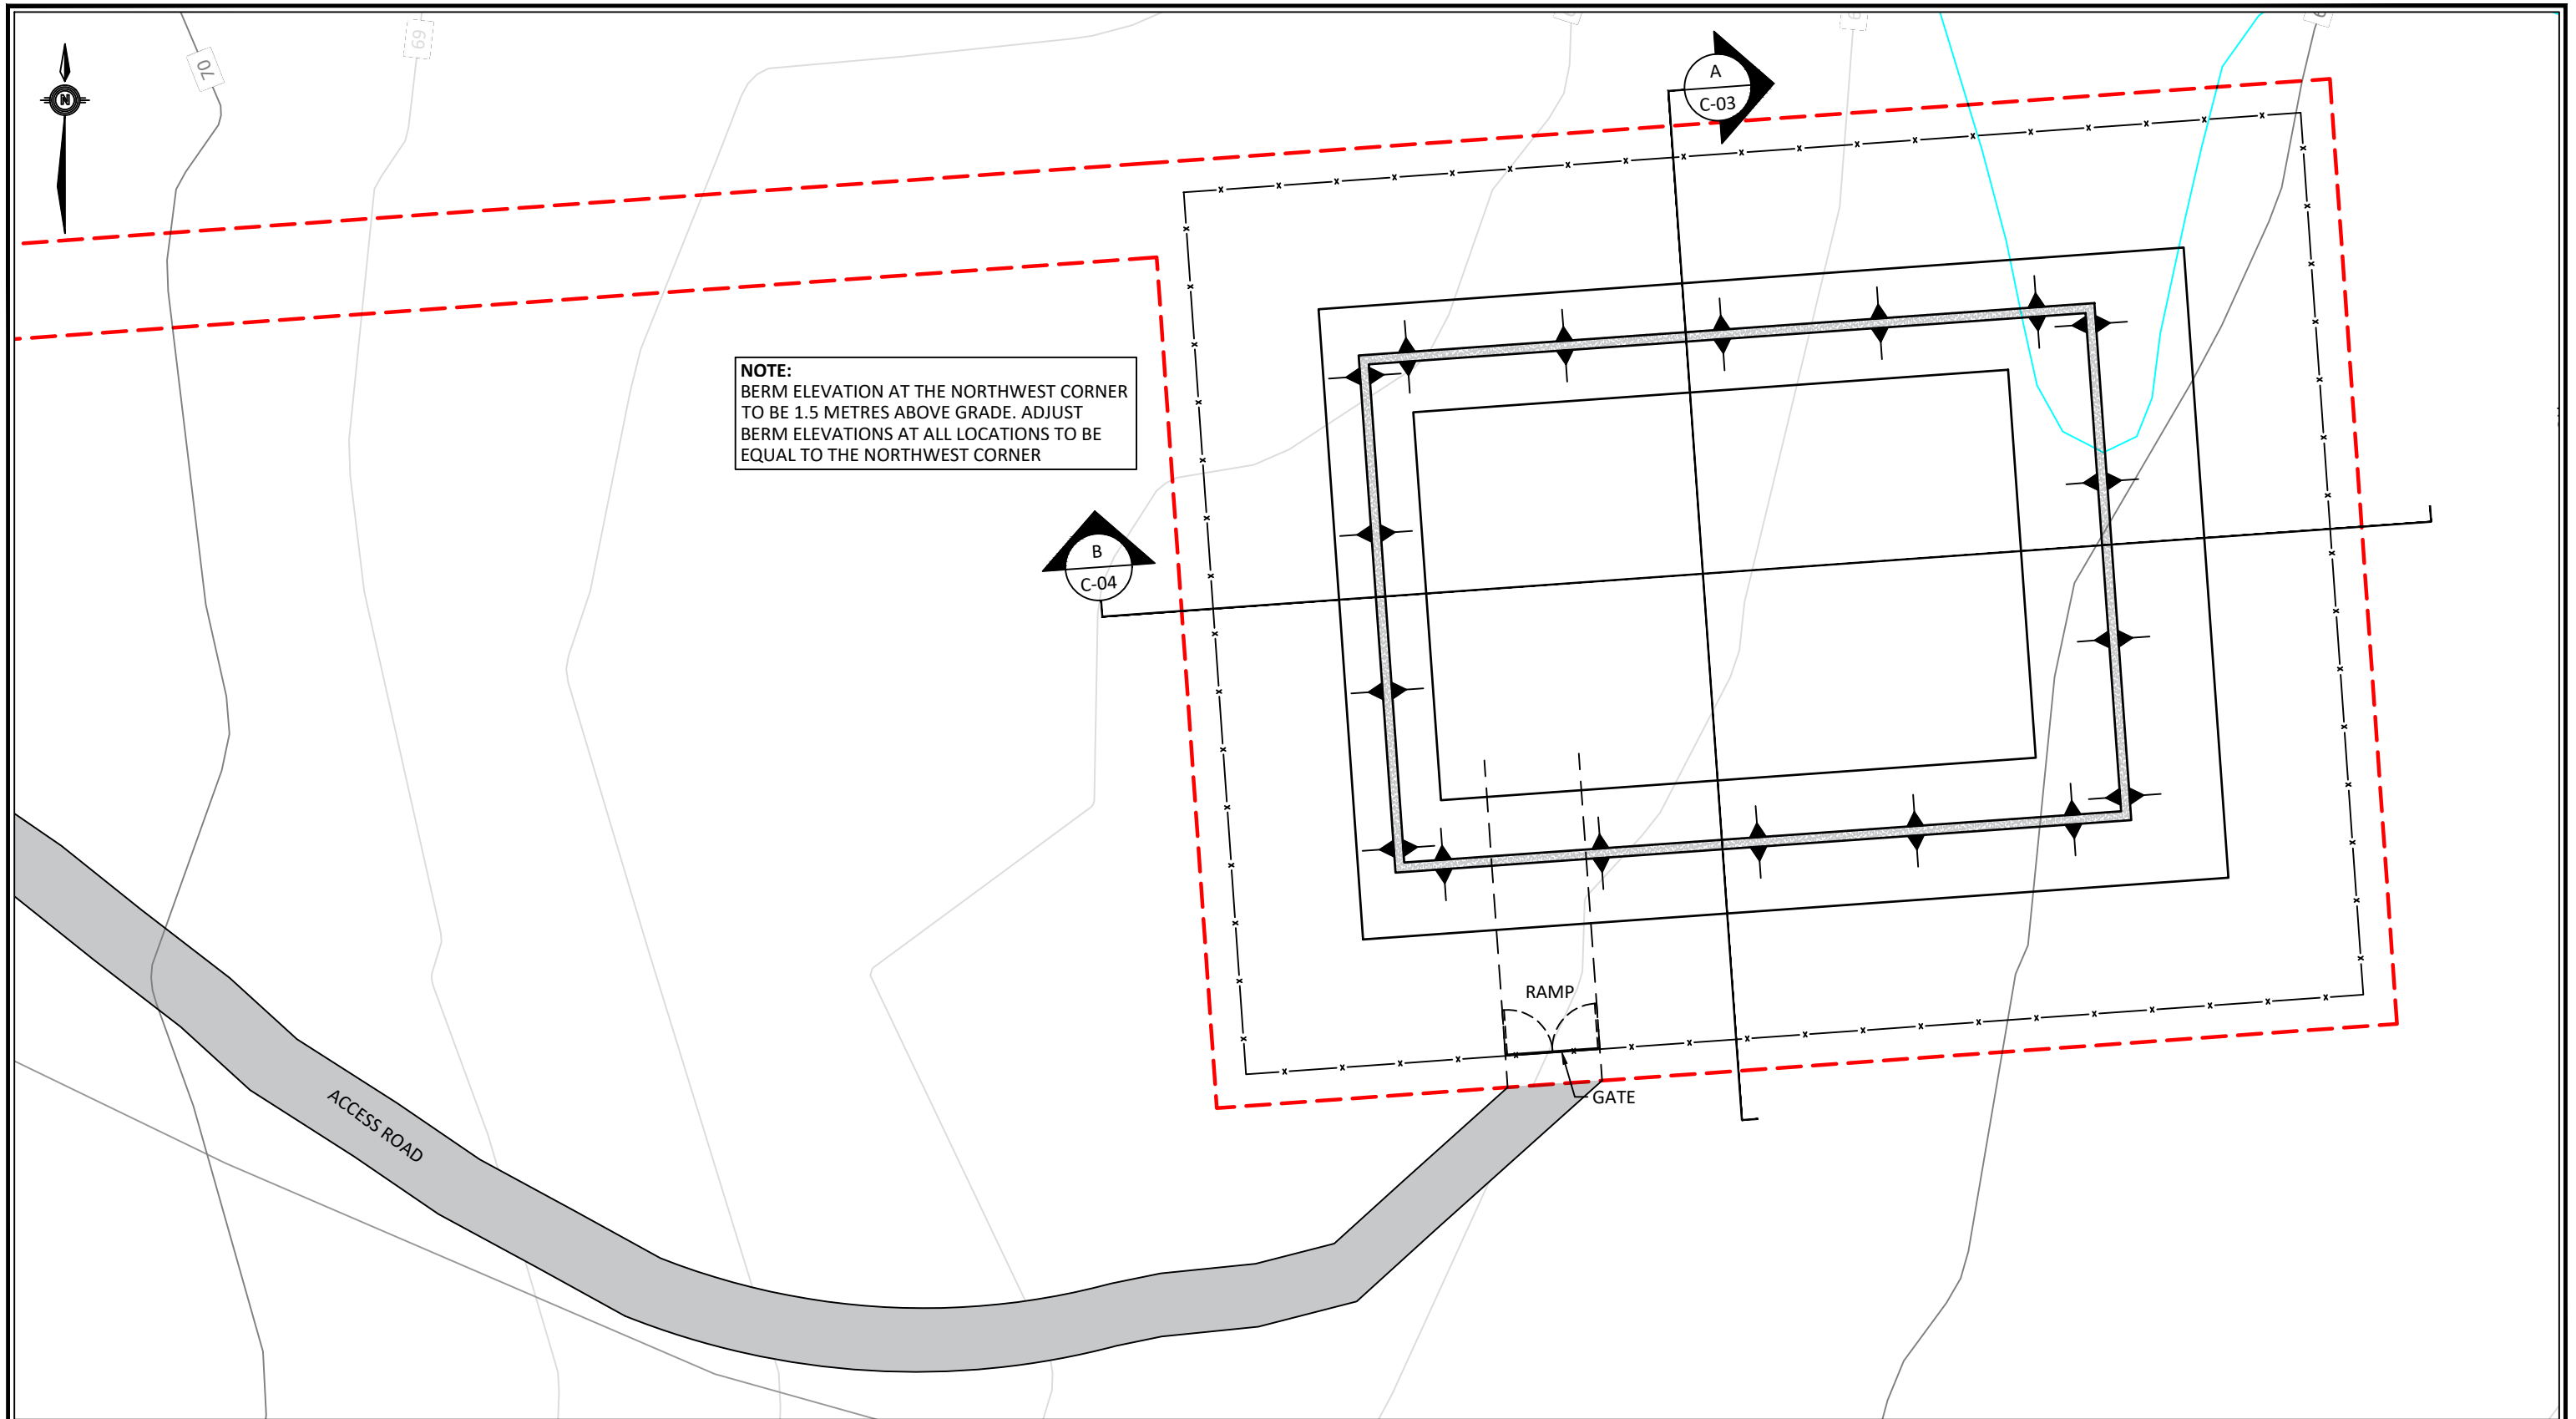 70
69
N
A
C-03
NOTE:
BERM ELEVATION AT THE NORTHWEST CORNER
TO BE 1.5 METRES ABOVE GRADE. ADJUST
BERM ELEVATIONS AT ALL LOCATIONS TO BE
EQUAL TO THE NORTHWEST CORNER
B
C-04
RAMP
GATE
ACCESS ROAD